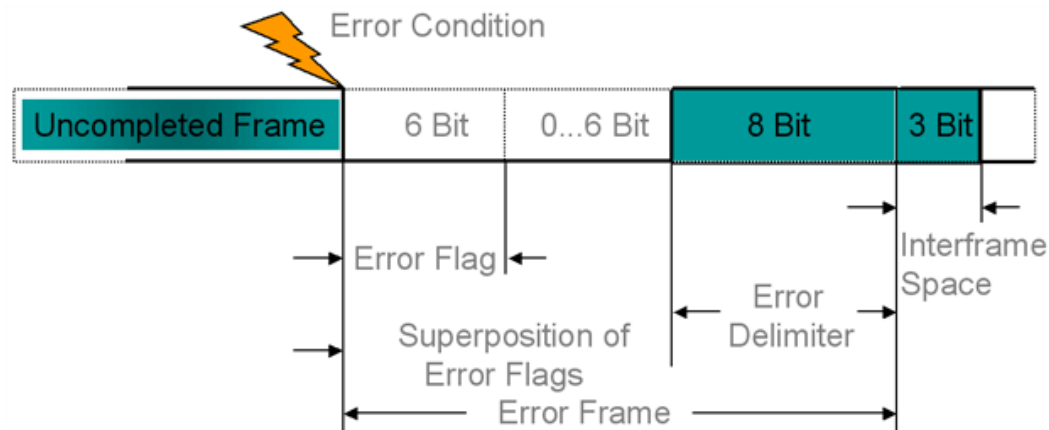 Error Condition
Uncompleted Frame
6 Bit
0...6 Bit
8 Bit
3 Bit
Error Flag
Interframe
Space
Error
Delimiter
Superposition of
Error Flags
Error Frame